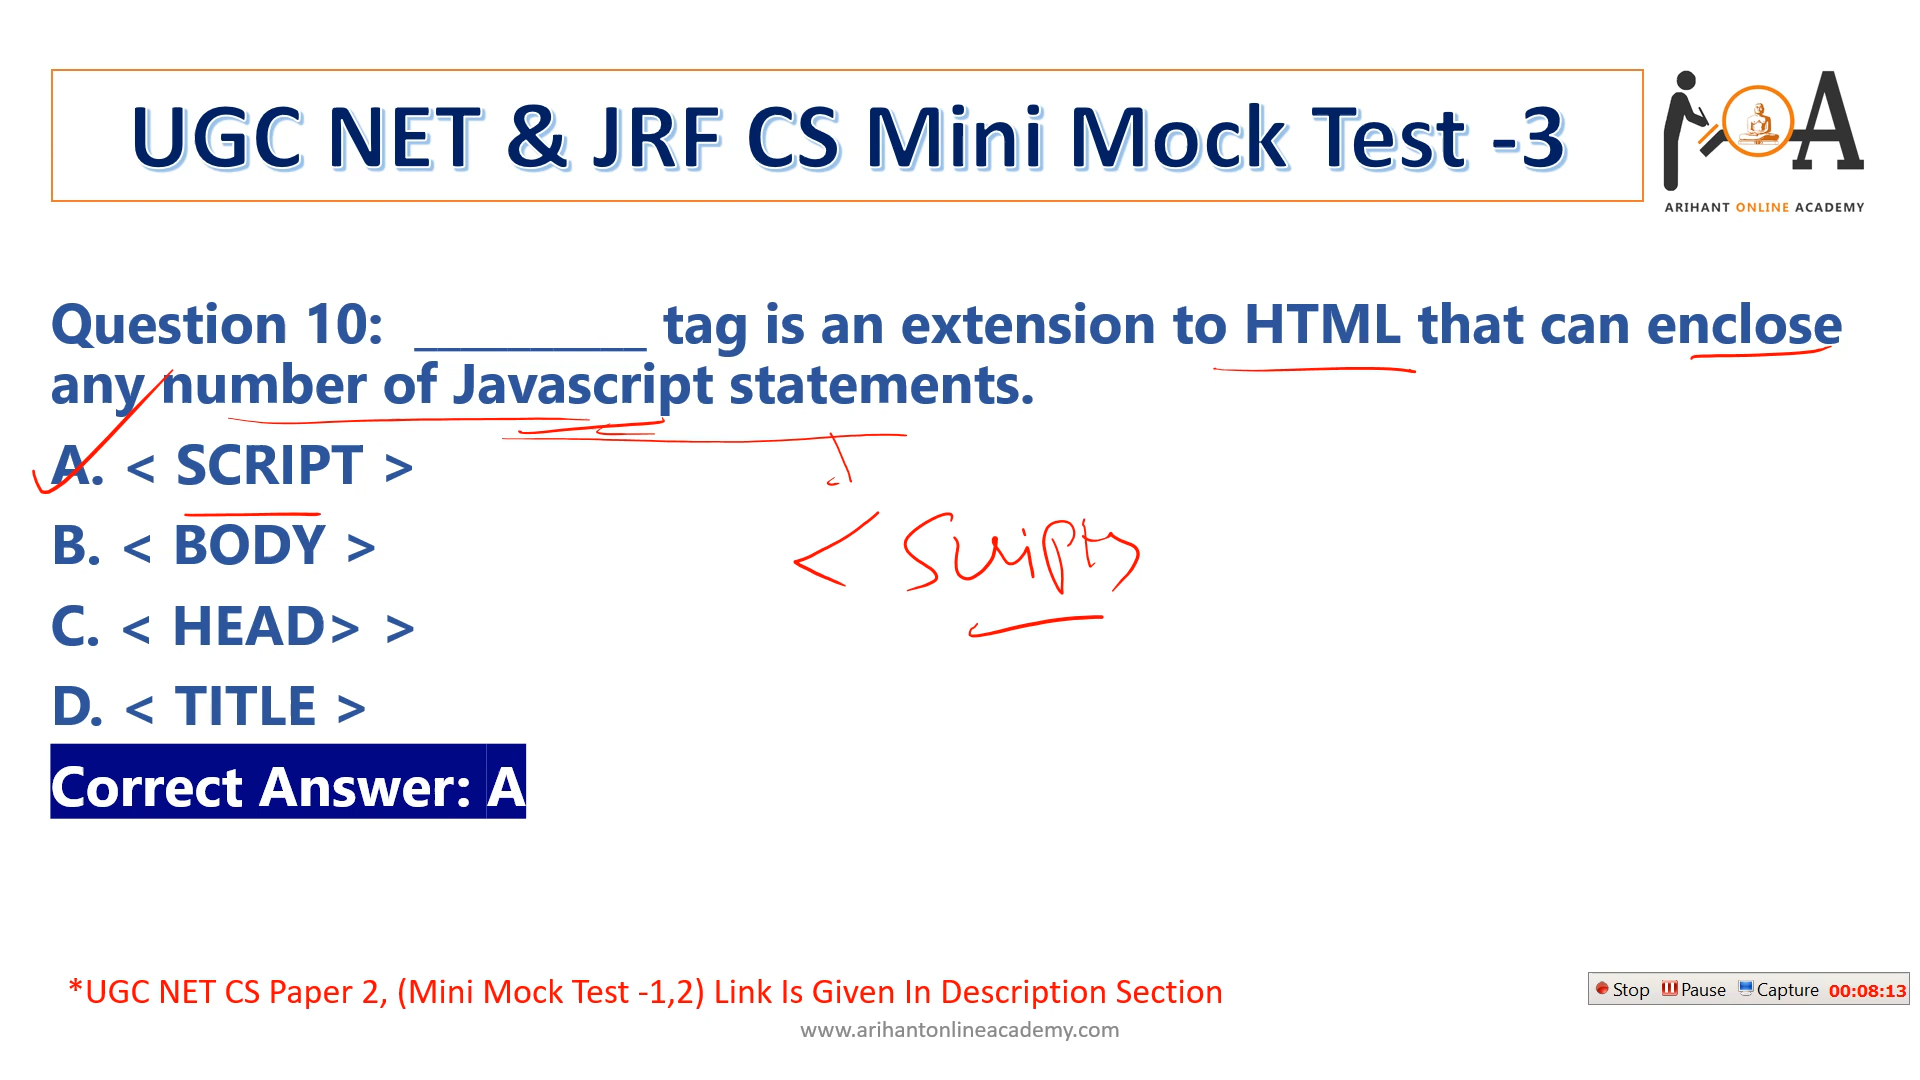 UGC NET & JRF CS Mini Mock Test -3
A
ARIHANT ONLINE ACADEMY
Question 10: __________ tag is an extension to HTML that can enclose
any number of Javascript statements.
A. < SCRIPT >
B. < BODY >
< Script>
C. < HEAD> >
D. < TITLE >
Correct Answer: A
*UGC NET CS Paper 2, (Mini Mock Test -1,2) Link Is Given In Description Section
Stop Pause Capture 00:08:13
www.arihantonlineacademy.com